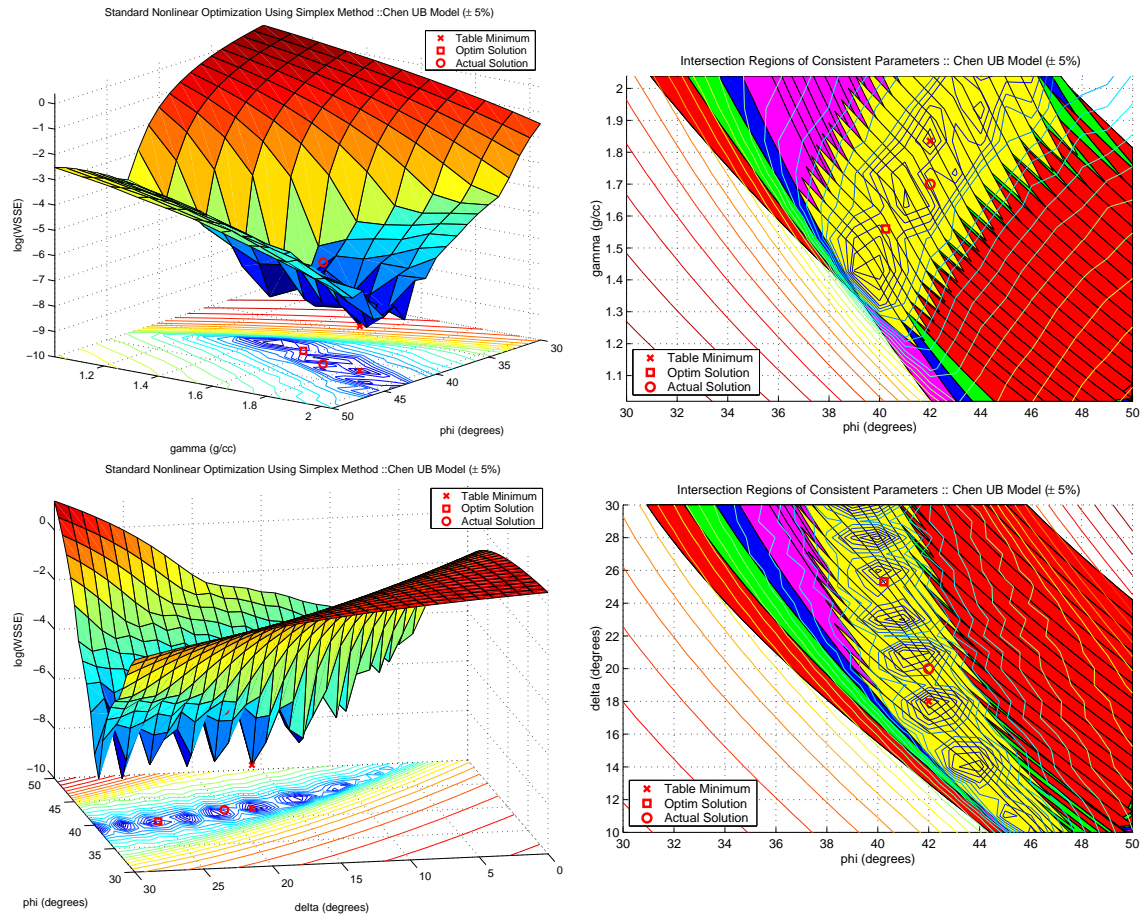 Standard Nonlinear Optimization Using Simplex Method ::Chen UB Model (± 5%)
Table Minimum
Optim Solution
Actual Solution
0
−1
−2
−3
−4
−5
−6
−7
−8
−9
−10
log(WSSE)
1.2
1.4
1.6
1.8
2
50
45
40
35
30
gamma (g/cc)
phi (degrees)
Intersection Regions of Consistent Parameters :: Chen UB Model (± 5%)
2
1.9
1.8
1.7
1.6
1.5
1.4
1.3
1.2
1.1
gamma (g/cc)
Table Minimum
Optim Solution
Actual Solution
30 32 34 36 38 40 42 44 46 48 50
phi (degrees)
Standard Nonlinear Optimization Using Simplex Method ::Chen UB Model (± 5%)
Table Minimum
Optim Solution
Actual Solution
0
−2
−4
−6
−8
−10
log(WSSE)
50
45
40
35
30
30
25
20
15
10
5
0
phi (degrees)
delta (degrees)
Intersection Regions of Consistent Parameters :: Chen UB Model (± 5%)
30
28
26
24
22
20
18
16
14
12
10
delta (degrees)
Table Minimum
Optim Solution
Actual Solution
30 32 34 36 38 40 42 44 46 48 50
phi (degrees)